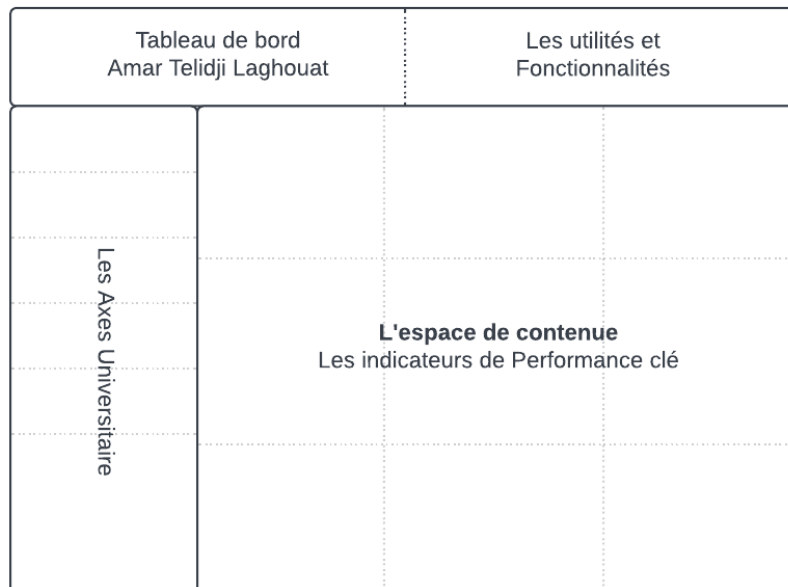 Tableau de bord
Amar Telidji Laghouat
Les utilités et
Fonctionnalités
Les Axes Universitaire
L'espace de contenue
Les indicateurs de Performance clé